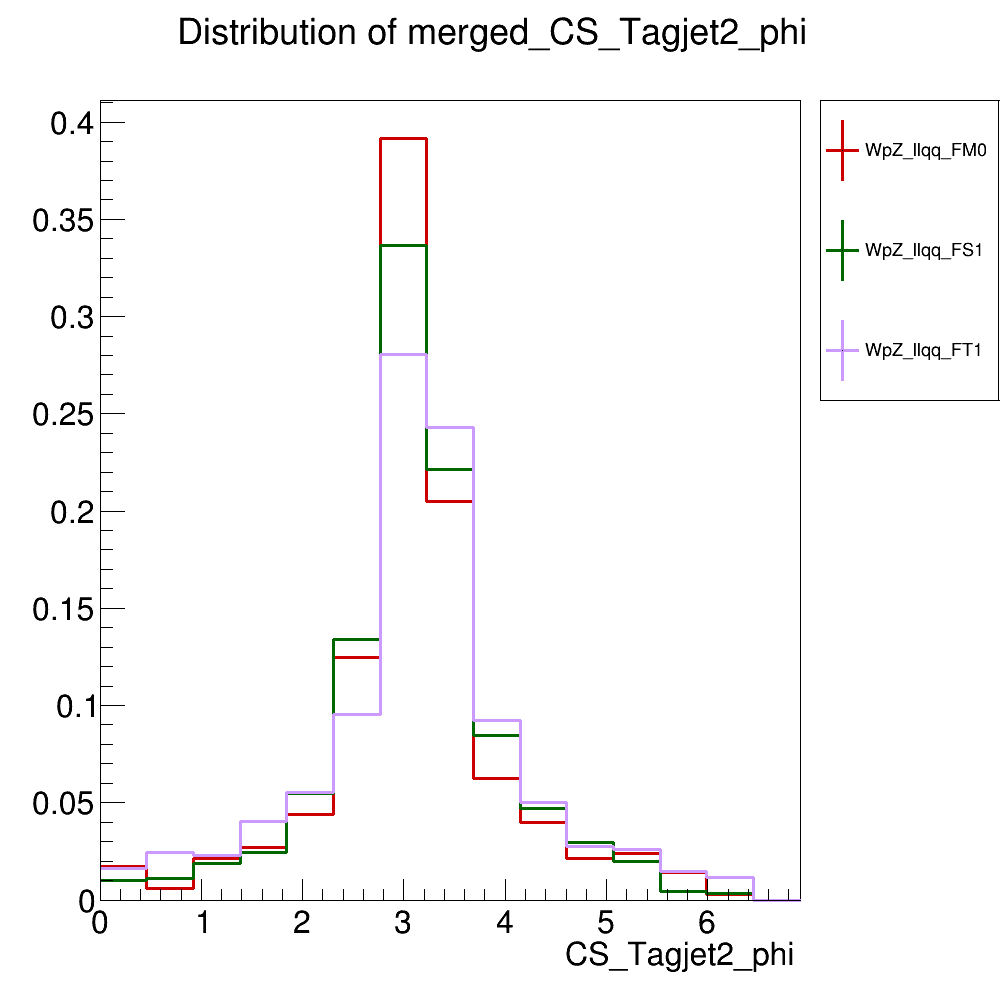 Distribution of merged_CS_Tagjet2_phi
0.4
0.35
0.3
0.25
0.2
0.15
0.1
0.05
0
0 1 2 3 4 5 6
CS_Tagjet2_phi
WpZ_llqq_FM0
WpZ_llqq_FS1
WpZ_llqq_FT1